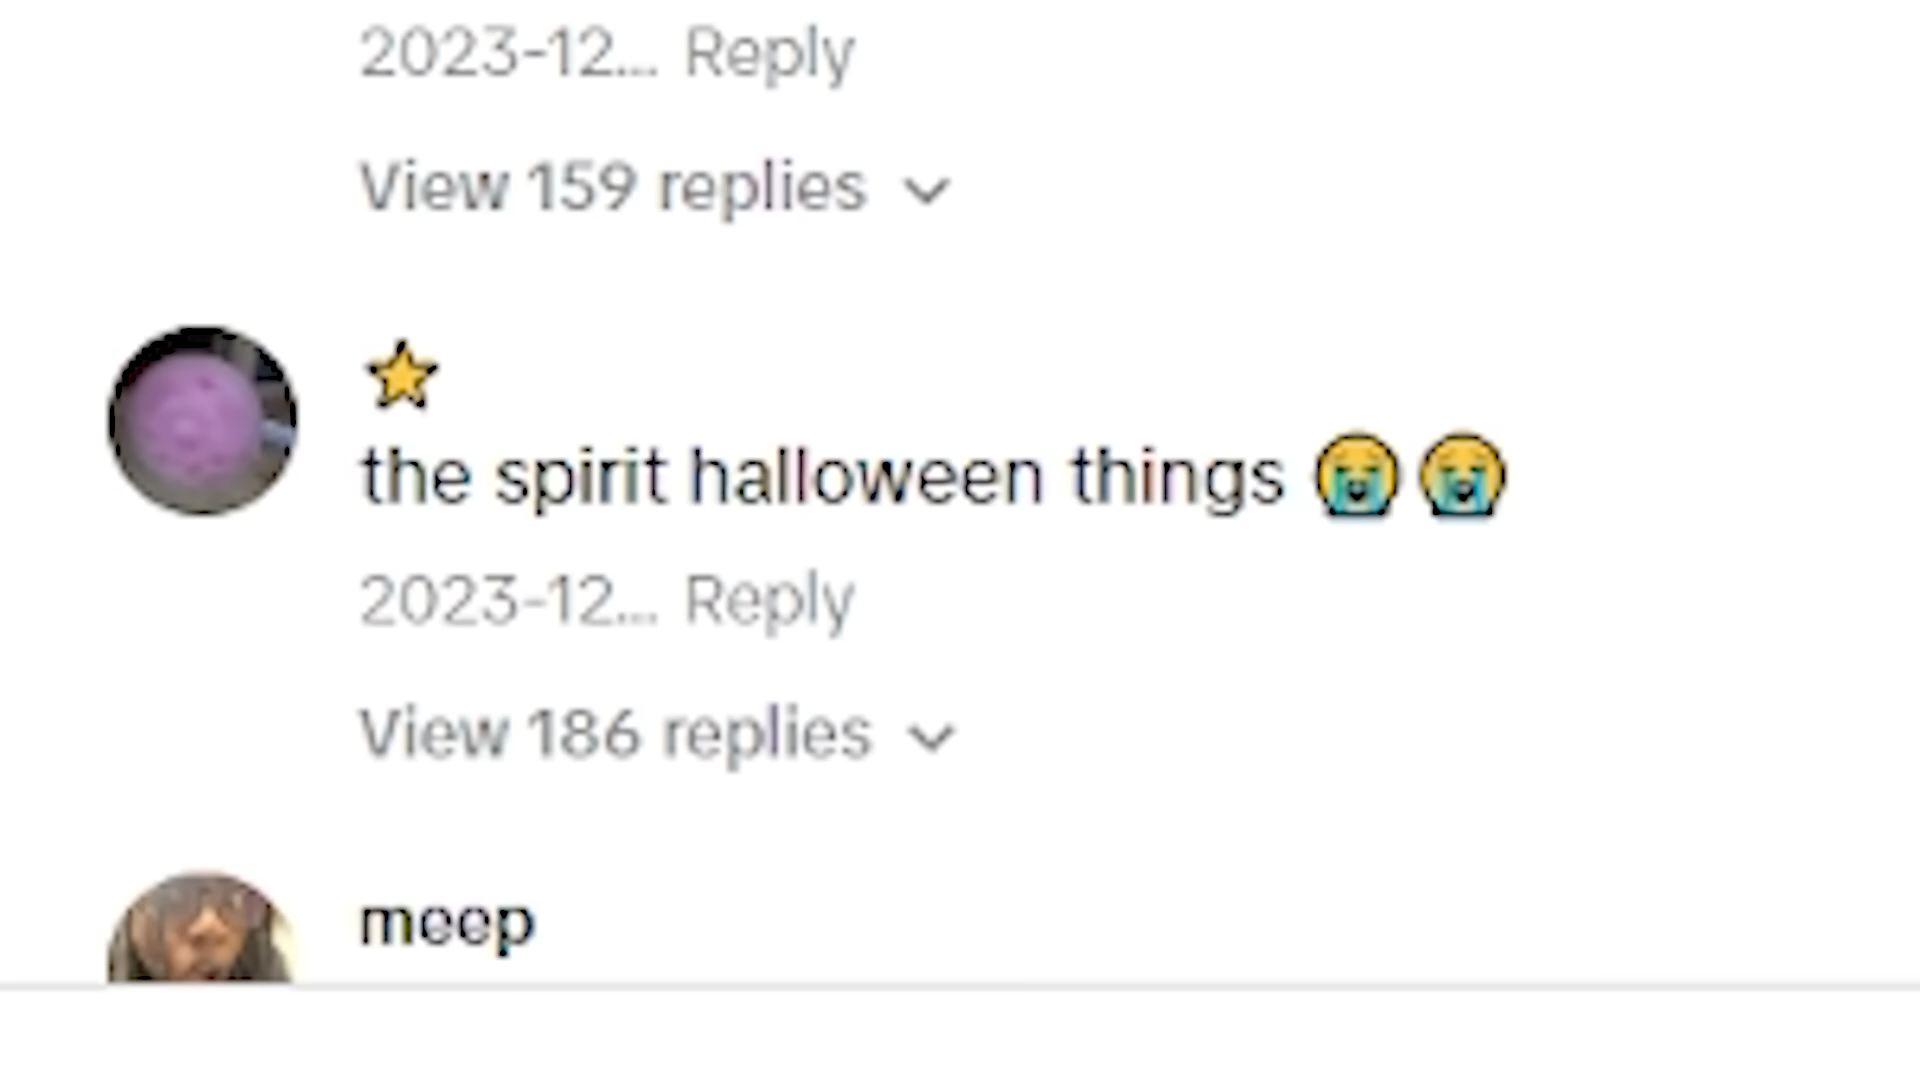 2023-12... Reply
View 159 replies
⭐
the spirit halloween things 😭😭
2023-12... Reply
View 186 replies
meep